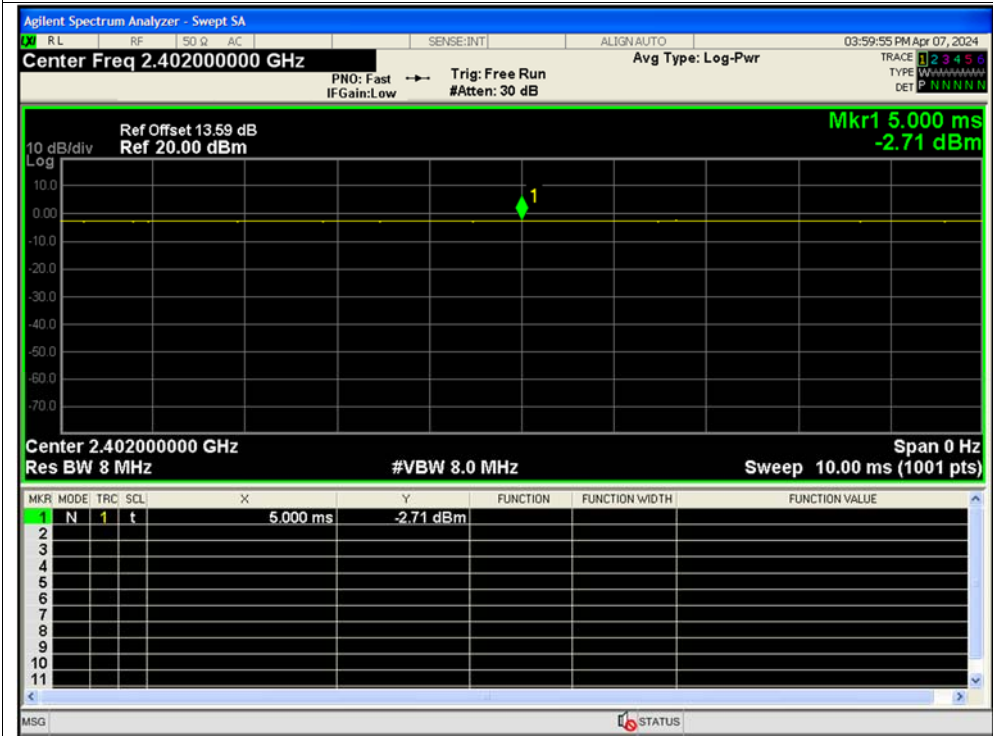 Agilent Spectrum Analyzer - Swept SA
RL RF 50 Ω AC SENSE:INT ALIGN AUTO 03:59:55 PM Apr 07, 2024
Center Freq 2.402000000 GHz Avg Type: Log-Pwr TRACE 1 2 3 4 5 6
PNO: Fast Trig: Free Run TYPE W
IFGain:Low #Atten: 30 dB DET P N N N N N
Mkr1 5.000 ms
Ref Offset 13.59 dB
10 dB/div Ref 20.00 dBm -2.71 dBm
Log
10.0
1
0.00
-10.0
-20.0
-30.0
-40.0
-50.0
-60.0
-70.0
Center 2.402000000 GHz Span 0 Hz
Res BW 8 MHz #VBW 8.0 MHz Sweep 10.00 ms (1001 pts)
MKR MODE TRC SCL X Y FUNCTION FUNCTION WIDTH FUNCTION VALUE
1 N 1 t 5.000 ms -2.71 dBm
2
3
4
5
6
7
8
9
10
11
MSG STATUS